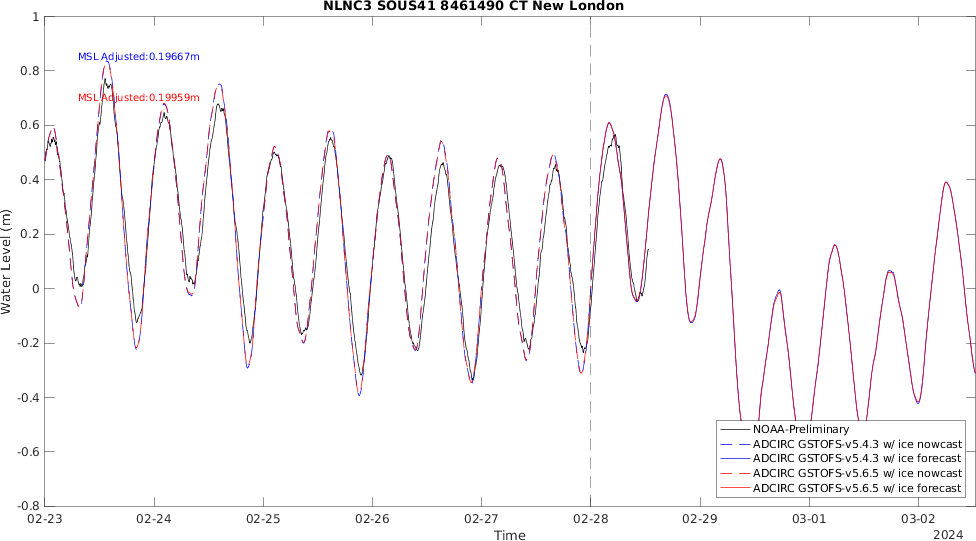 NLNC3 SOUS41 8461490 CT New London
MSL Adjusted:0.19667m
MSL Adjusted:0.19959m
Water Level (m)
1
0.8
0.6
0.4
0.2
0
-0.2
-0.4
-0.6
-0.8
NOAA-Preliminary
ADCIRC GSTOFS-v5.4.3 w/ ice nowcast
ADCIRC GSTOFS-v5.4.3 w/ ice forecast
ADCIRC GSTOFS-v5.6.5 w/ ice nowcast
ADCIRC GSTOFS-v5.6.5 w/ ice forecast
02-23 02-24 02-25 02-26 02-27 02-28 02-29 03-01 03-02
Time
2024